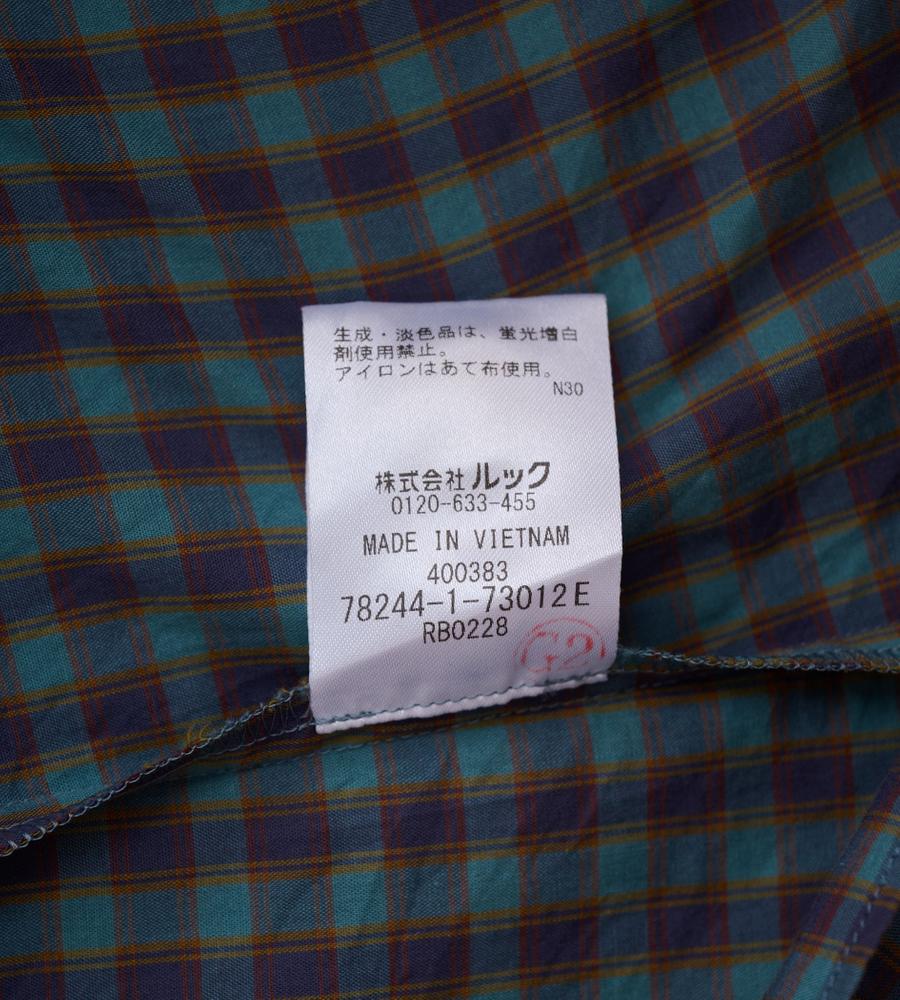 生成・淡色品は、蛍光増白
剤使用禁止。
アイロンはあて布使用。
N30
株式会社 ルック
0120-633-455
MADE IN VIETNAM
400383
78244-1-73012E
RB0228
G2